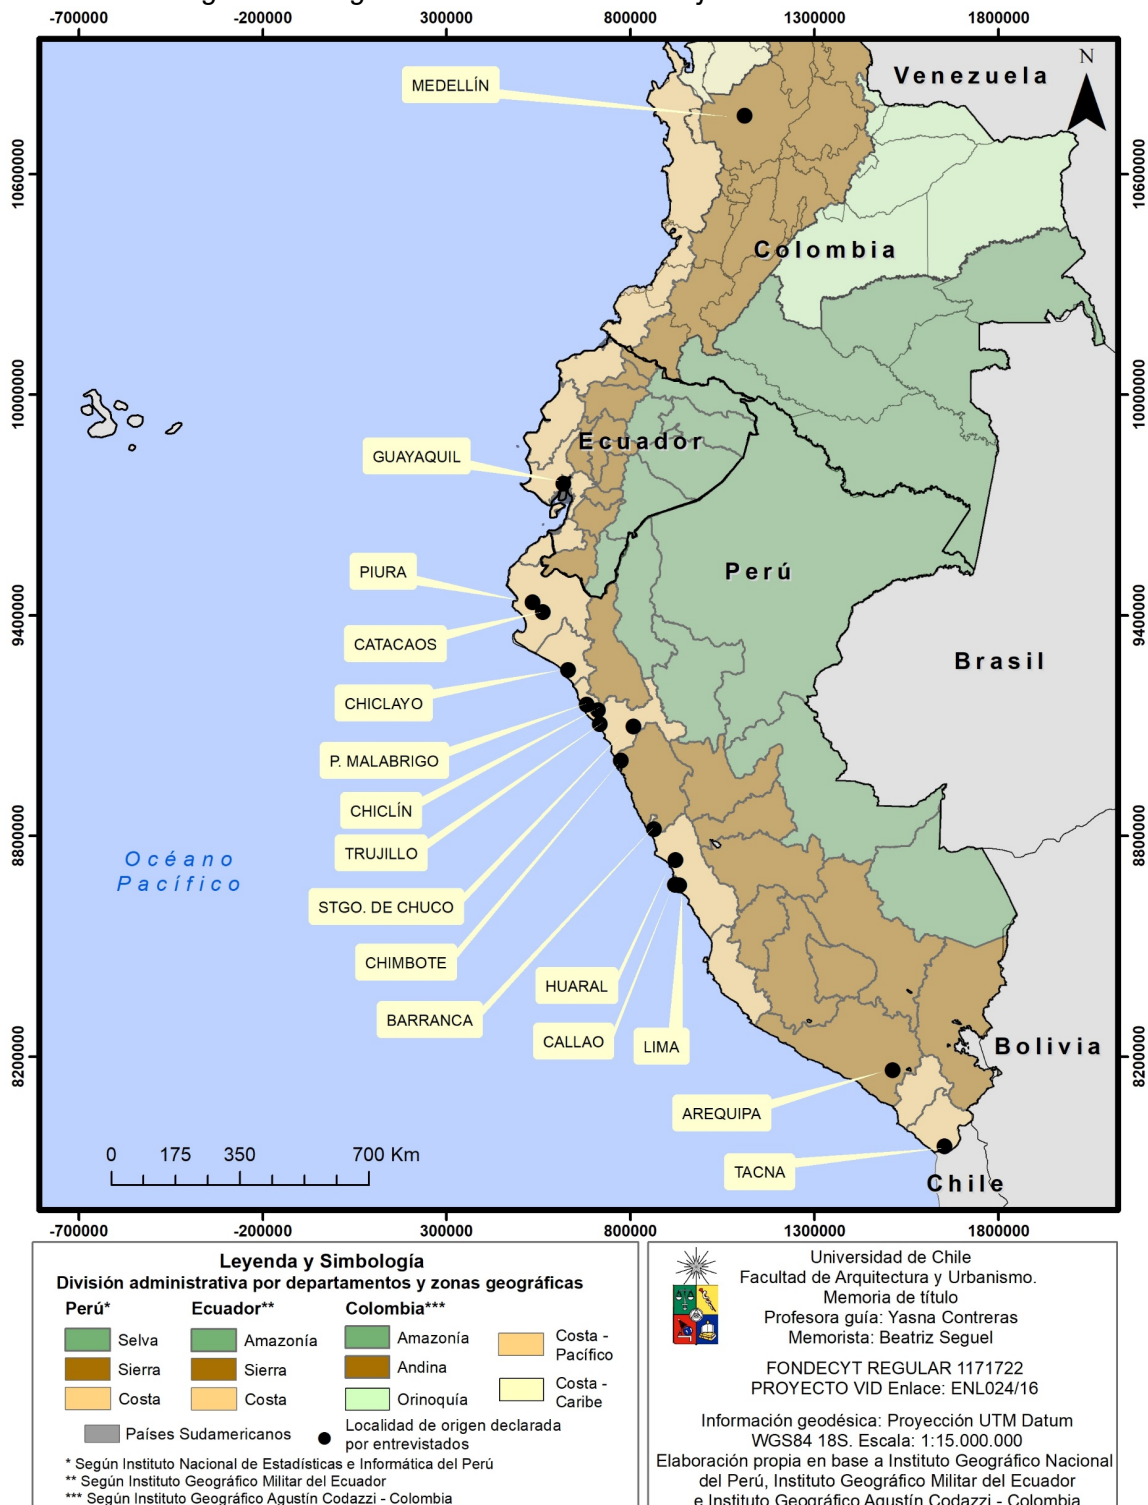 -700000 -200000 300000 800000 1300000 1800000
N
Venezuela
MEDELLÍN
10600000 10600000
Colombia
10000000 10000000
Ecuador
GUAYAQUIL
PIURA
Perú
9400000 9400000
CATACAOS
Brasil
CHICLAYO
P. MALABRIGO
CHICLÍN
8800000 8800000
TRUJILLO
Océano
Pacífico
STGO. DE CHUCO
CHIMBOTE
HUARAL
BARRANCA
CALLAO
LIMA
Bolivia
8200000 8200000
AREQUIPA
0 175 350 700 Km
TACNA
Chile
-700000 -200000 300000 800000 1300000 1800000
Leyenda y Simbología
División administrativa por departamentos y zonas geográficas
Perú* Ecuador** Colombia***
Selva Amazonía Amazonía Costa -
Pacífico
Sierra Sierra Andina
Costa Costa Orinoquía Costa -
Caribe
Países Sudamericanos Localidad de origen declarada
por entrevistados
* Según Instituto Nacional de Estadísticas e Informática del Perú
** Según Instituto Geográfico Militar del Ecuador
*** Según Instituto Geográfico Agustín Codazzi - Colombia
Universidad de Chile
Facultad de Arquitectura y Urbanismo.
Memoria de título
Profesora guía: Yasna Contreras
Memorista: Beatriz Seguel
FONDECYT REGULAR 1171722
PROYECTO VID Enlace: ENL024/16
Información geodésica: Proyección UTM Datum
WGS84 18S. Escala: 1:15.000.000
Elaboración propia en base a Instituto Geográfico Nacional
del Perú, Instituto Geográfico Militar del Ecuador
e Instituto Geográfico Agustín Codazzi - Colombia